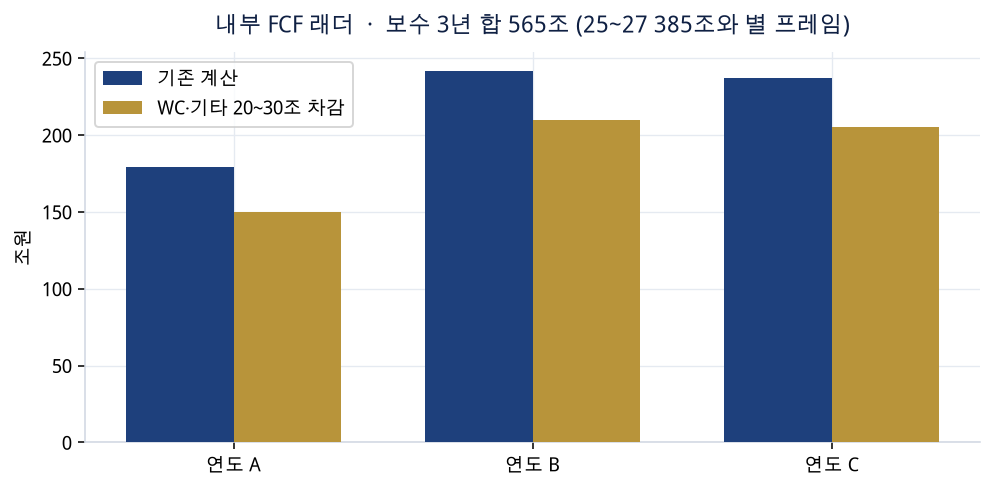 내부 FCF 래더 · 보수 3년 합 565조 (25~27 385조와 별 프레임)
기존 계산
WC·기타 20~30조 차감
조원
250
200
150
100
50
0
연도 A
연도 B
연도 C